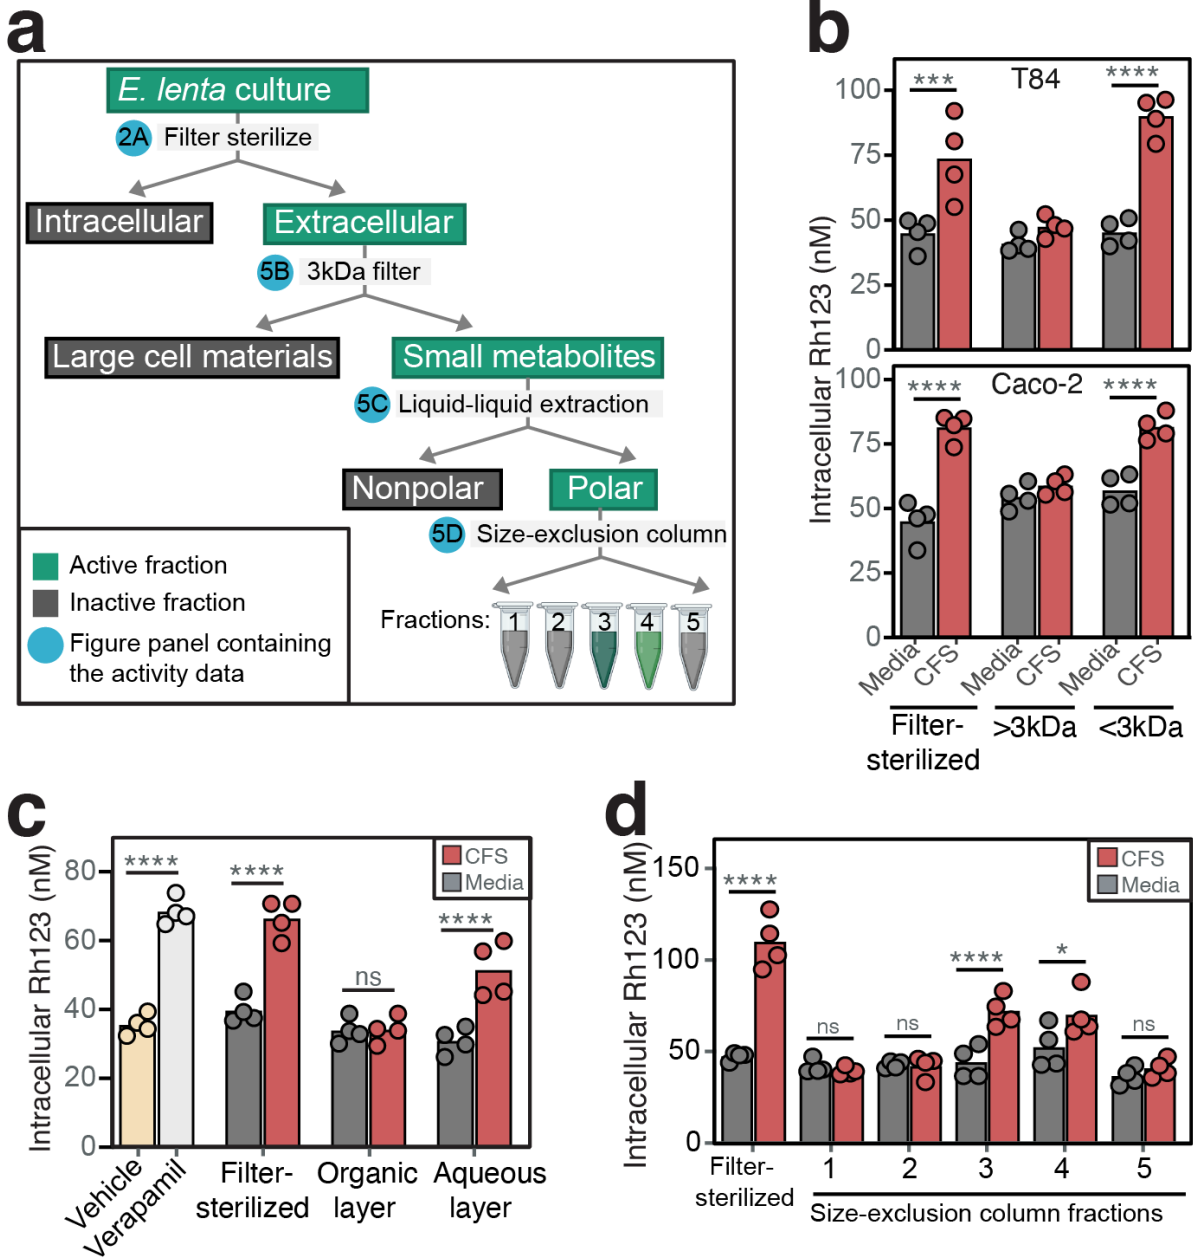 a
E. lenta culture
2A Filter sterilize
Intracellular
Extracellular
5B 3kDa filter
Large cell materials
Small metabolites
5C Liquid-liquid extraction
Nonpolar
Polar
5D Size-exclusion column
Fractions: 1 2 3 4 5
Active fraction
Inactive fraction
Figure panel containing
the activity data
b
Intracellular Rh123 (nM)
100
75
50
25
0
***
T84
****
100
75
50
25
0
****
Caco-2
****
Media CFS Media CFS Media CFS
Filter-
sterilized
>3kDa
<3kDa
c
Intracellular Rh123 (nM)
80
60
40
20
0
****
****
ns
****
CFS
Media
Vehicle
Verapamil
Filter-
sterilized
Organic
layer
Aqueous
layer
d
Intracellular Rh123 (nM)
150
100
50
0
****
ns
ns
****
*
ns
CFS
Media
Filter-
sterilized
1 2 3 4 5
Size-exclusion column fractions